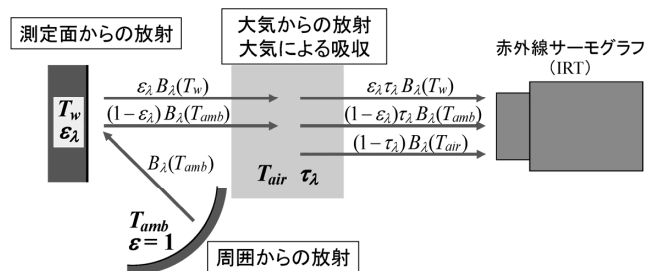 測定面からの放射
大気からの放射
大気による吸収
赤外線サーモグラフ
(IRT)
T_w
ε_λ
ε_λ B_λ(T_w)
(1−ε_λ) B_λ(T_amb)
B_λ(T_amb)
T_air τ_λ
ε_λ τ_λ B_λ(T_w)
(1−ε_λ)τ_λ B_λ(T_amb)
(1−τ_λ) B_λ(T_air)
T_amb
ε = 1
周囲からの放射